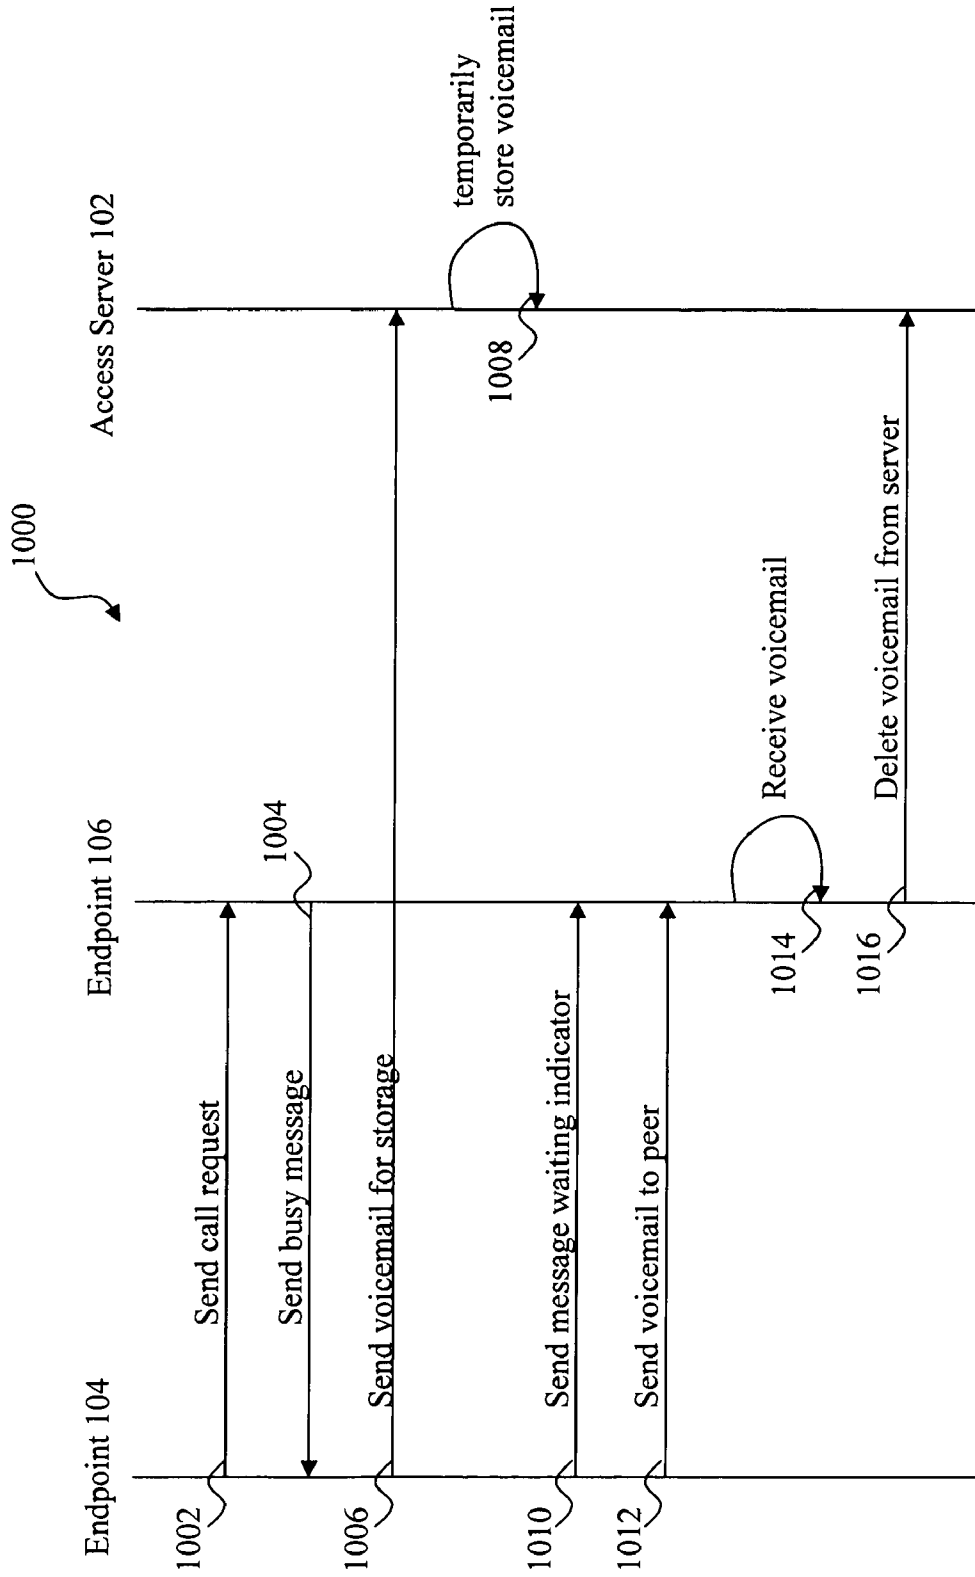 1000
Endpoint 104
Endpoint 106
Access Server 102
1002
Send call request
1004
Send busy message
1006
Send voicemail for storage
temporarily
store voicemail
1008
1010
Send message waiting indicator
1012
Send voicemail to peer
Receive voicemail
1014
1016
Delete voicemail from server